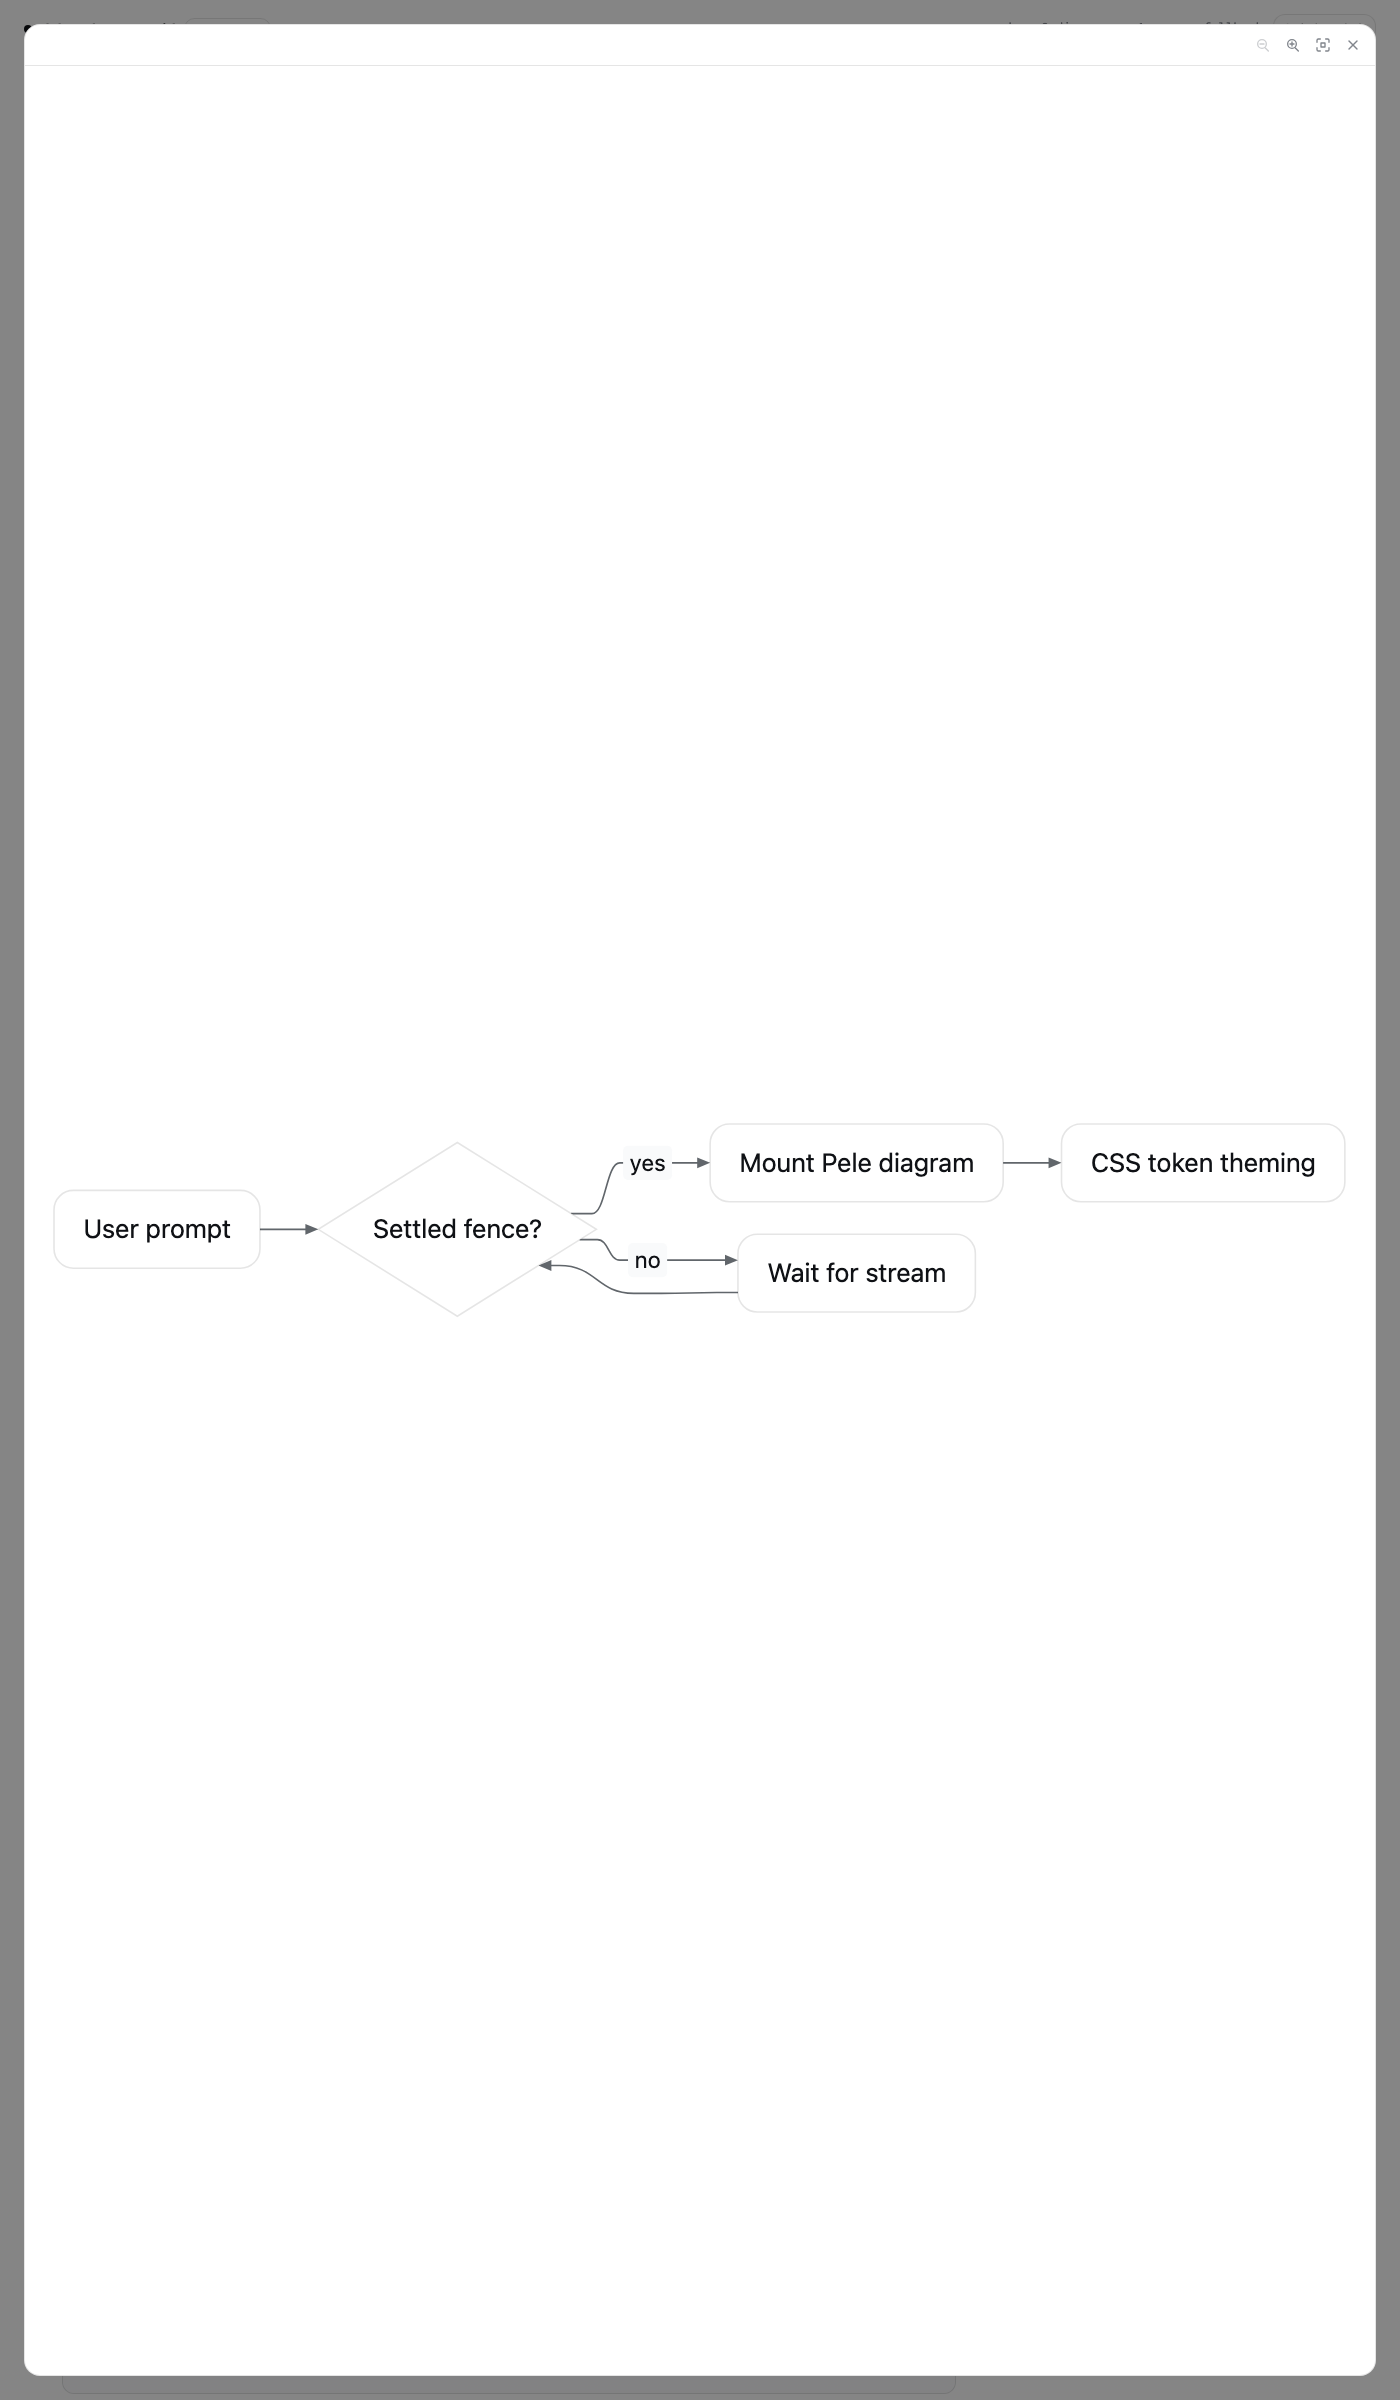 yes
Mount Pele diagram
CSS token theming
User prompt
Settled fence?
no
Wait for stream